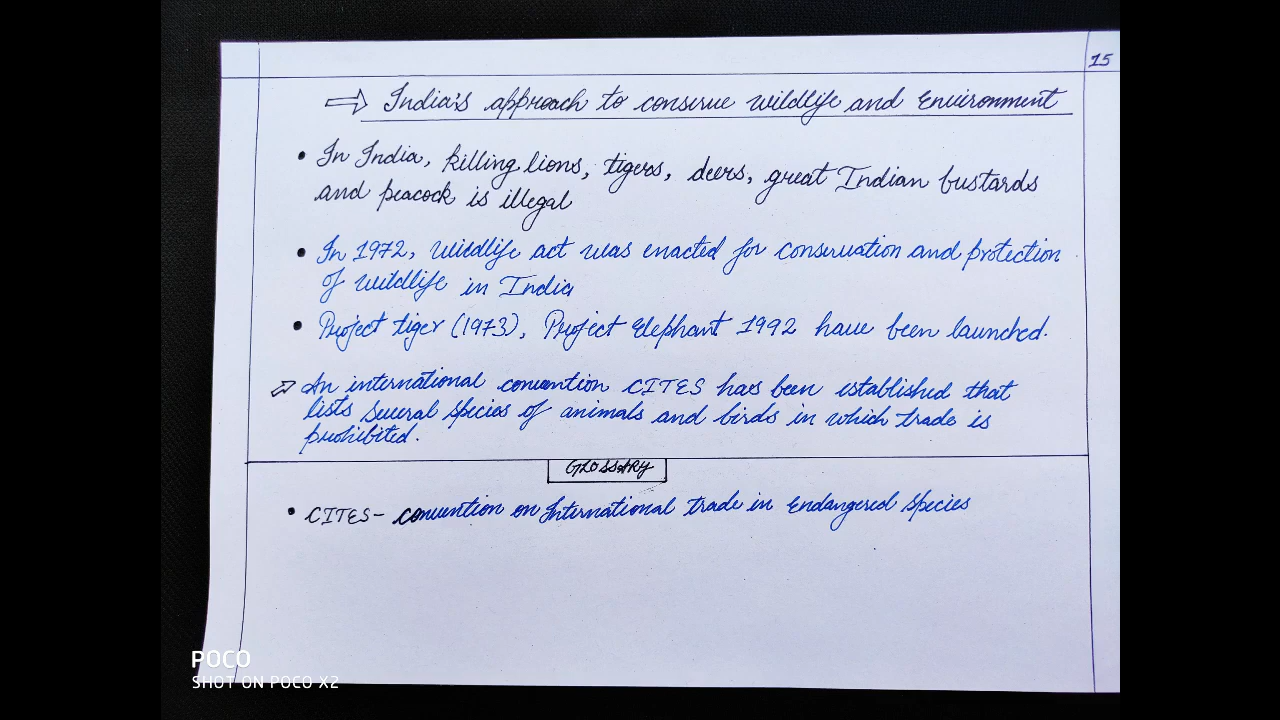 15
⇒ India's approach to conserve wildlife and Environment
• In India, killing lions, tigers, deers, great Indian bustards
and peacock is illegal
• In 1972, wildlife act was enacted for conservation and protection
of wildlife in India
• Project tiger (1973), Project Elephant 1992 have been launched.
⇒ An international convention CITES has been established that
lists several species of animals and birds in which trade is
prohibited.
GLOSSARY
• CITES - convention on International trade in Endangered species
POCO
SHOT ON POCO X2